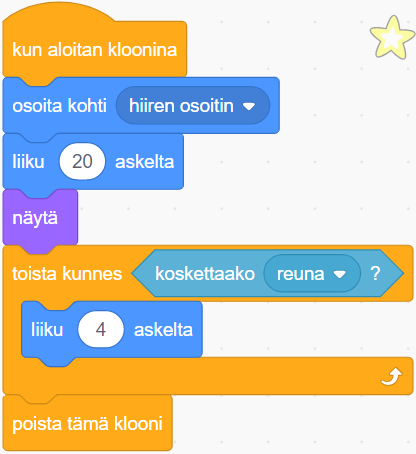 kun aloitan kloonina
osoita kohti hiiren osoitin
liiku 20 askelta
näytä
toista kunnes koskettaako reuna ?
liiku 4 askelta
poista tämä klooni